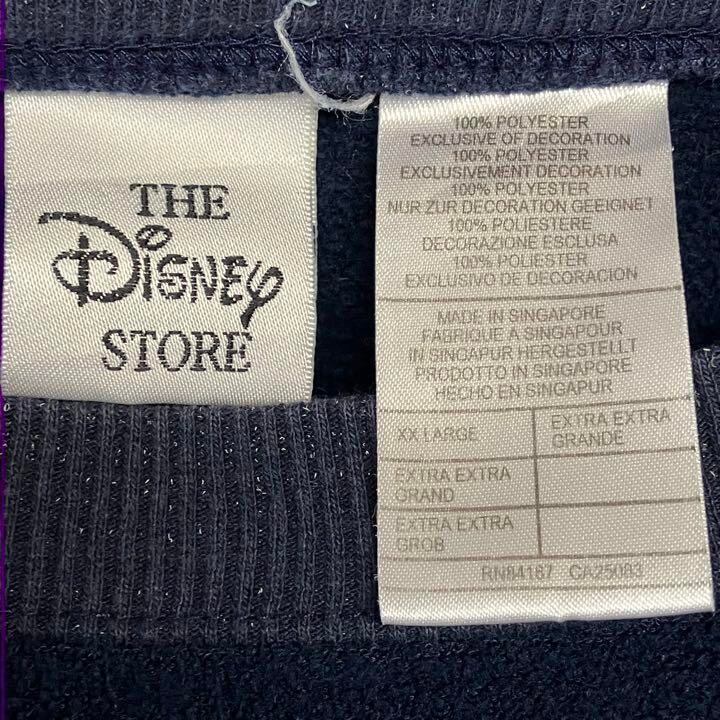 THE
Disney
STORE
100% POLYESTER
EXCLUSIVE OF DECORATION
100% POLYESTER
EXCLUSIVEMENT DECORATION
100% POLYESTER
NUR ZUR DECORATION GEEIGNET
100% POLIESTERE
DECORAZIONE ESCLUSA
100% POLIESTER
EXCLUSIVO DE DECORACION
MADE IN SINGAPORE
FABRIQUE A SINGAPOUR
IN SINGAPUR HERGESTELLT
PRODOTTO IN SINGAPORE
HECHO EN SINGAPUR
XX LARGE
EXTRA EXTRA
GRANDE
EXTRA EXTRA
GRAND
EXTRA EXTRA
GROB
RN84187 CA25083